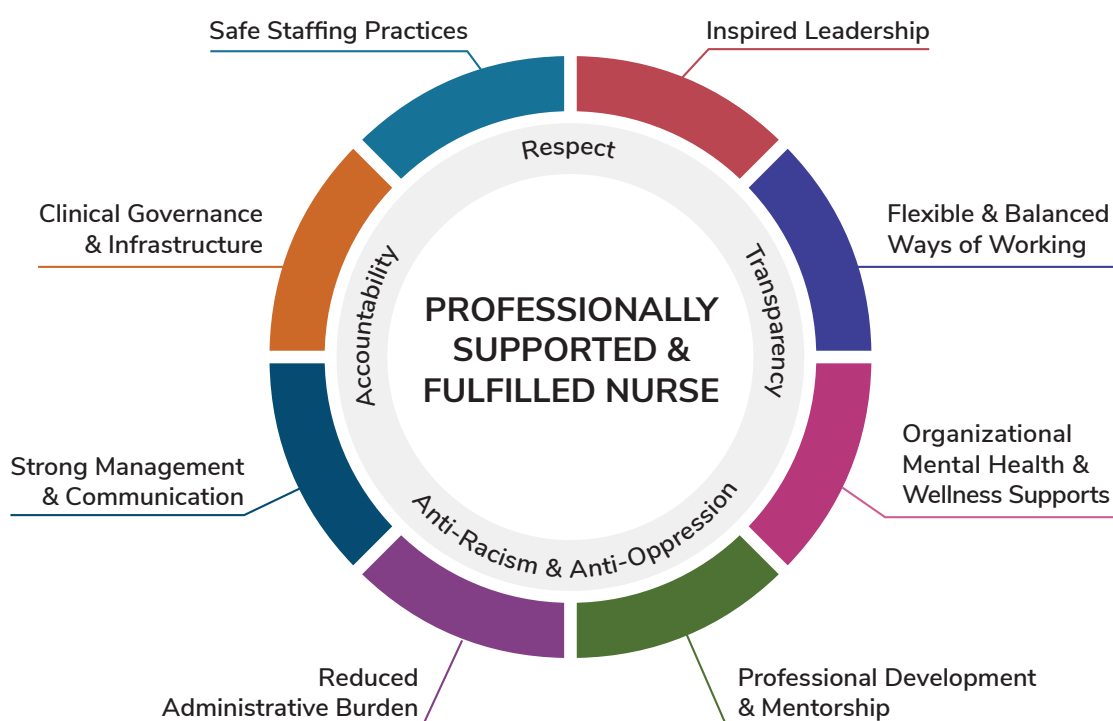 Safe Staffing Practices
Inspired Leadership
Respect
Clinical Governance
& Infrastructure
Flexible & Balanced
Ways of Working
Accountability
Transparency
PROFESSIONALLY
SUPPORTED &
FULFILLED NURSE
Strong Management
& Communication
Organizational
Mental Health &
Wellness Supports
Anti-Racism & Anti-Oppression
Reduced
Administrative Burden
Professional Development
& Mentorship